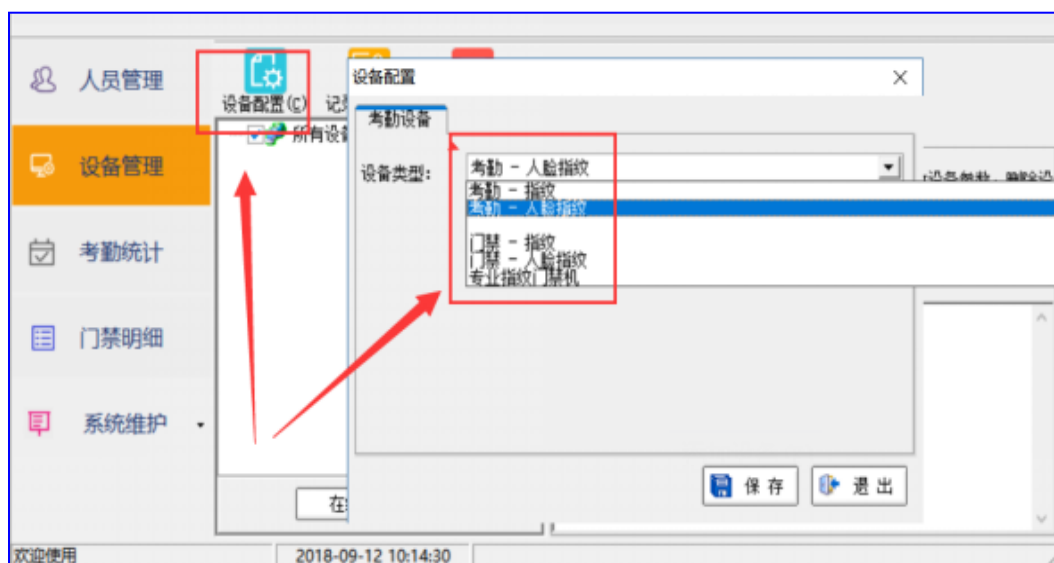 人员管理
设备管理
考勤统计
门禁明细
系统维护
设备配置(C) 记
所有设
设备配置
考勤设备
设备类型：
考勤 - 人脸指纹
考勤 - 指纹
考勤 - 人脸指纹
门禁 - 指纹
门禁 - 人脸指纹
专业指纹门禁机
保存
退出
在
欢迎使用
2018-09-12 10:14:30